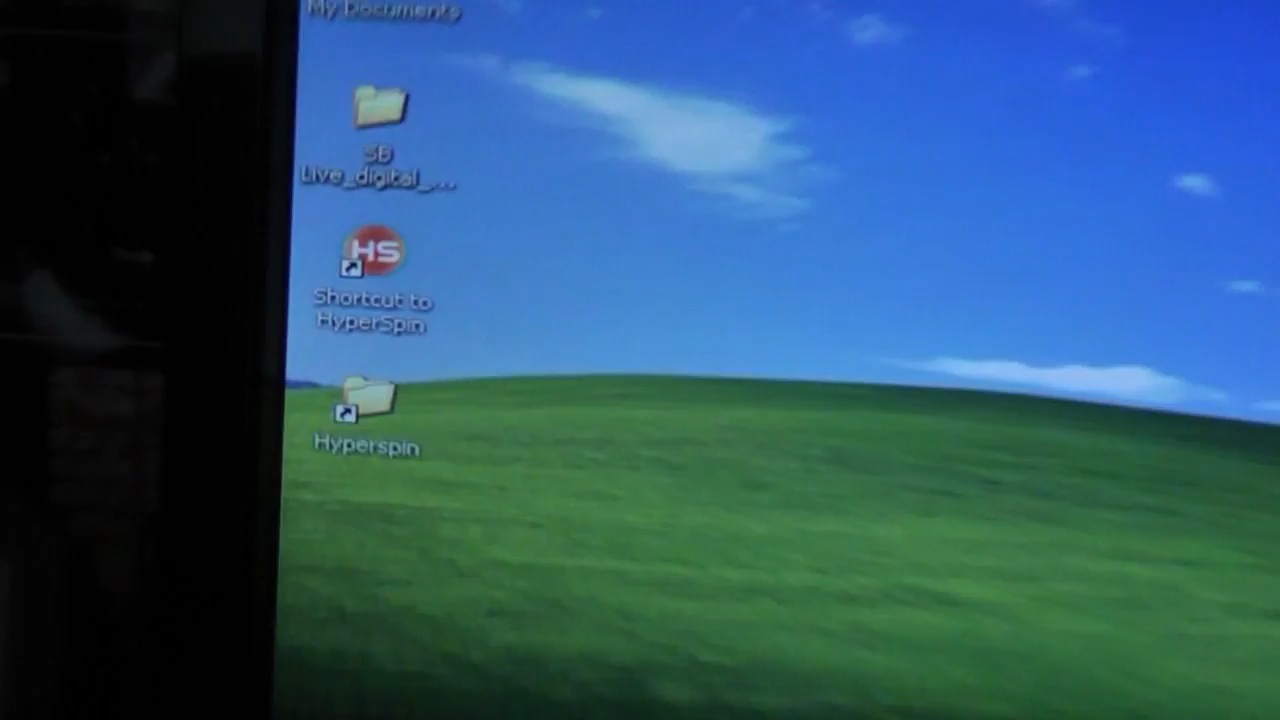 My Documents
SB
Live_digital_...
HS
Shortcut to
HyperSpin
Hyperspin